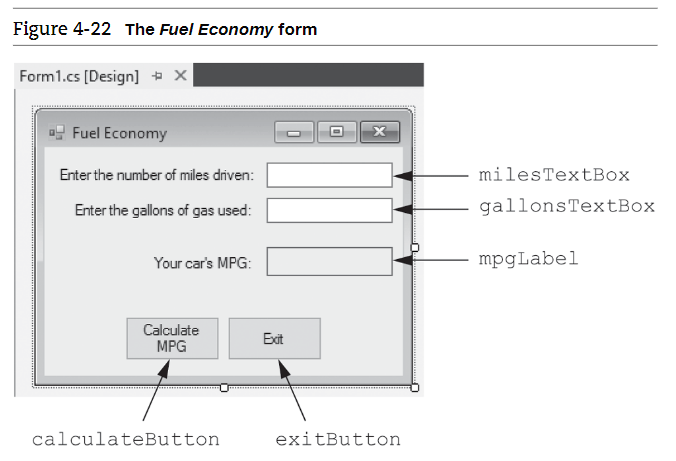 Figure 4-22 The Fuel Economy form
Form1.cs [Design]
Fuel Economy
Enter the number of miles driven:
milesTextBox
Enter the gallons of gas used:
gallonsTextBox
Your car's MPG:
mpgLabel
Calculate
MPG
Exit
calculateButton
exitButton